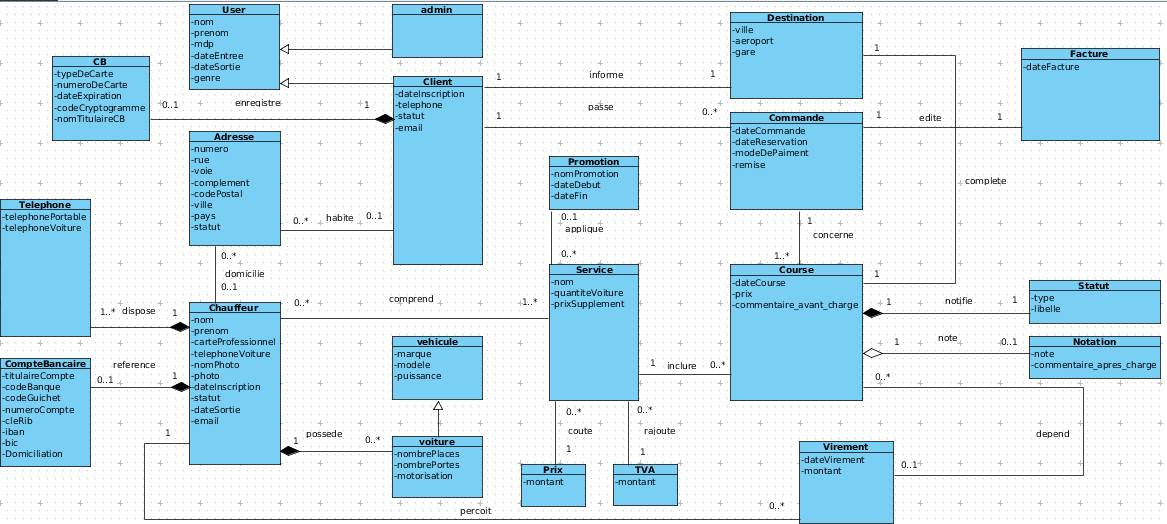 User
-nom
-prenom
-mdp
-dateEntree
-dateSortie
-genre
admin
CB
-typeDeCarte
-numeroDeCarte
-dateExpiration
-codeCryptogramme
-nomTitulaireCB
0..1
enregistre
1
Client
-dateInscription
-telephone
-statut
-email
1
informe
1
1
passe
0..*
Destination
-ville
-aeroport
-gare
1
Facture
-dateFacture
Commande
-dateCommande
-dateReservation
-modeDePaiment
-remise
1
edite
1
complete
Adresse
-numero
-rue
-voie
-complement
-codePostal
-ville
-pays
-statut
0..*
habite
0..1
Promotion
-nomPromotion
-dateDebut
-dateFin
0..1
applique
0..*
1
concerne
1..*
Telephone
-telephonePortable
-telephoneVoiture
0..*
domicilie
0..1
1..*
dispose
1
Chauffeur
-nom
-prenom
-carteProfessionnel
-telephoneVoiture
-nomPhoto
-photo
-dateInscription
-statut
-dateSortie
-email
0..*
comprend
1..*
Service
-nom
-quantiteVoiture
-prixSupplement
Course
-dateCourse
-prix
-commentaire_avant_charge
1
1
notifie
1
Statut
-type
-libelle
1
note
0..1
Notation
-note
-commentaire_apres_charge
1
inclure
0..*
0..*
vehicule
-marque
-modele
-puissance
CompteBancaire
-titulaireCompte
-codeBanque
-codeGuichet
-numeroCompte
-cleRib
-iban
-bic
-Domiciliation
reference
0..1
1
1
1
possede
0..*
voiture
-nombrePlaces
-nombrePortes
-motorisation
0..*
coute
1
0..*
rajoute
1
Prix
-montant
TVA
-montant
depend
0..1
Virement
-dateVirement
-montant
percoit
0..*